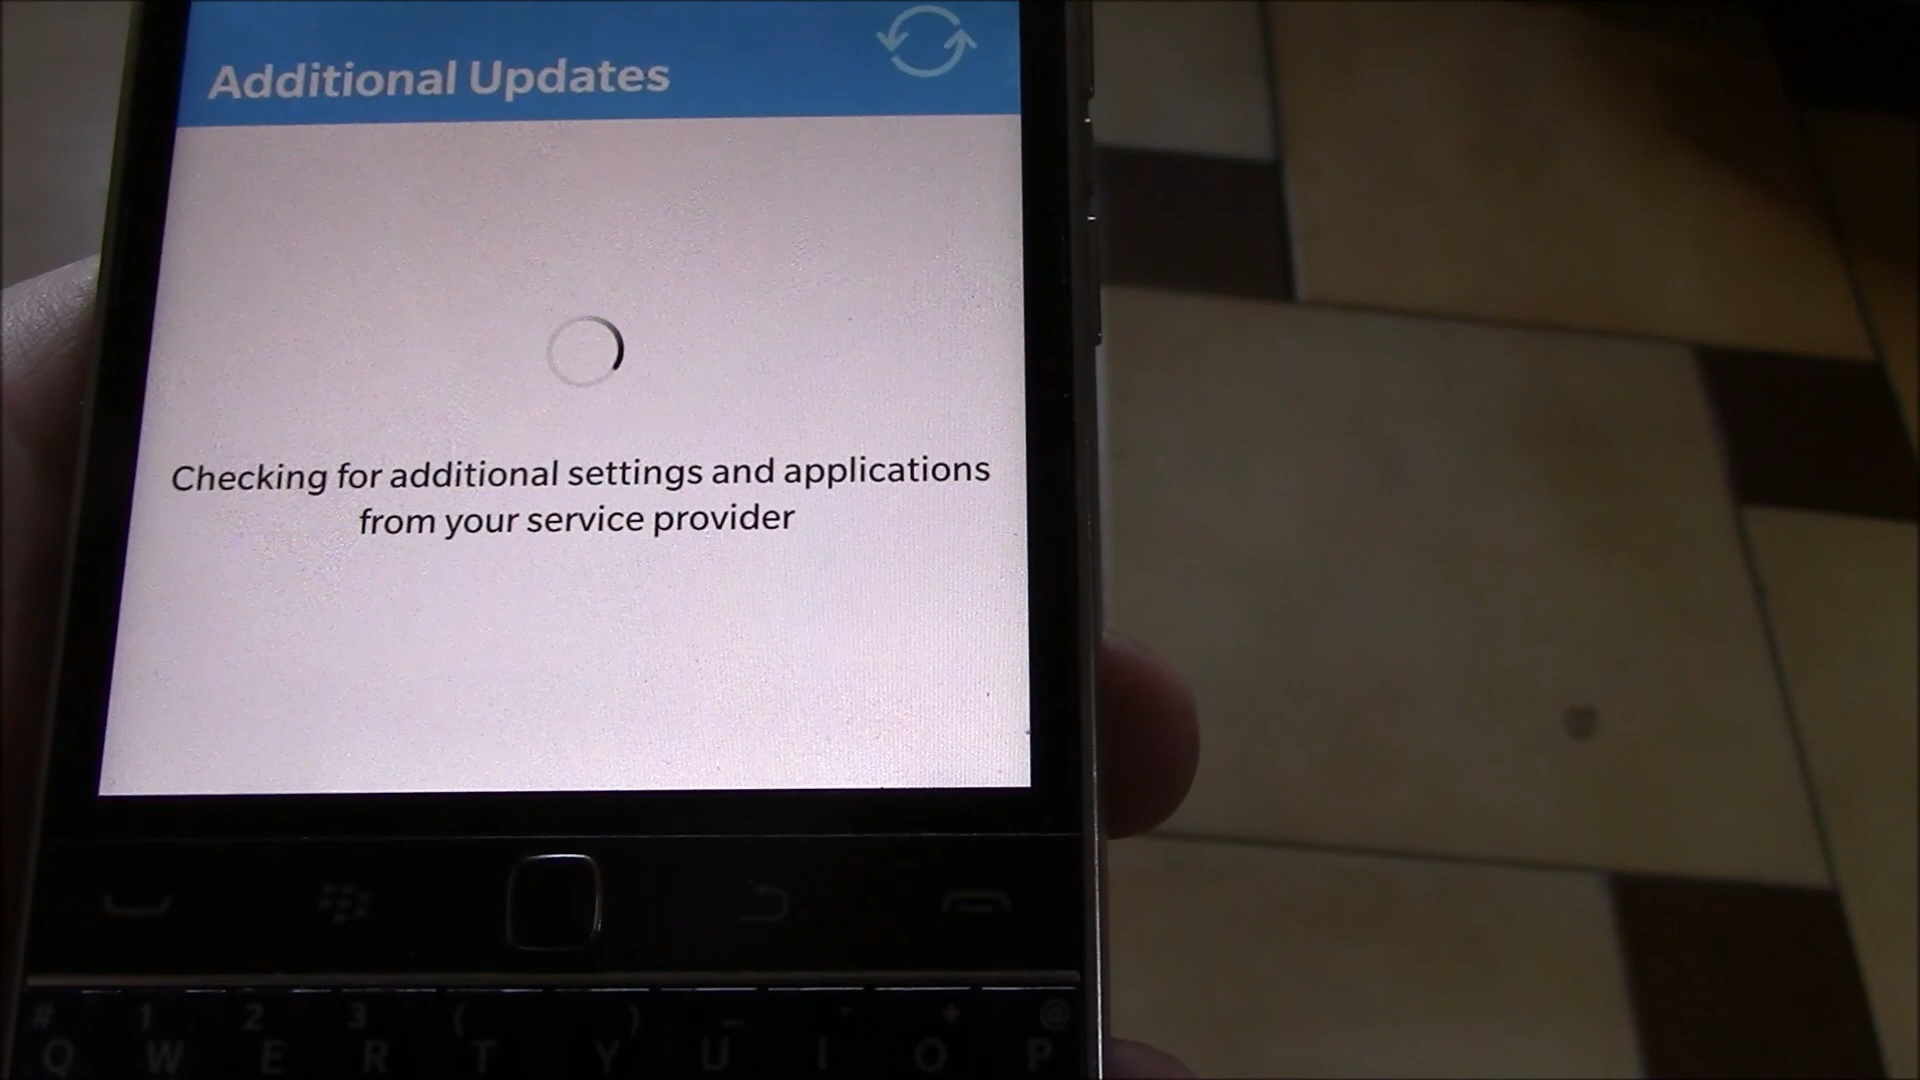 Additional Updates
Checking for additional settings and applications
from your service provider
# 1 2 3 ( ) _ - + @
Q W E R T Y U I O P